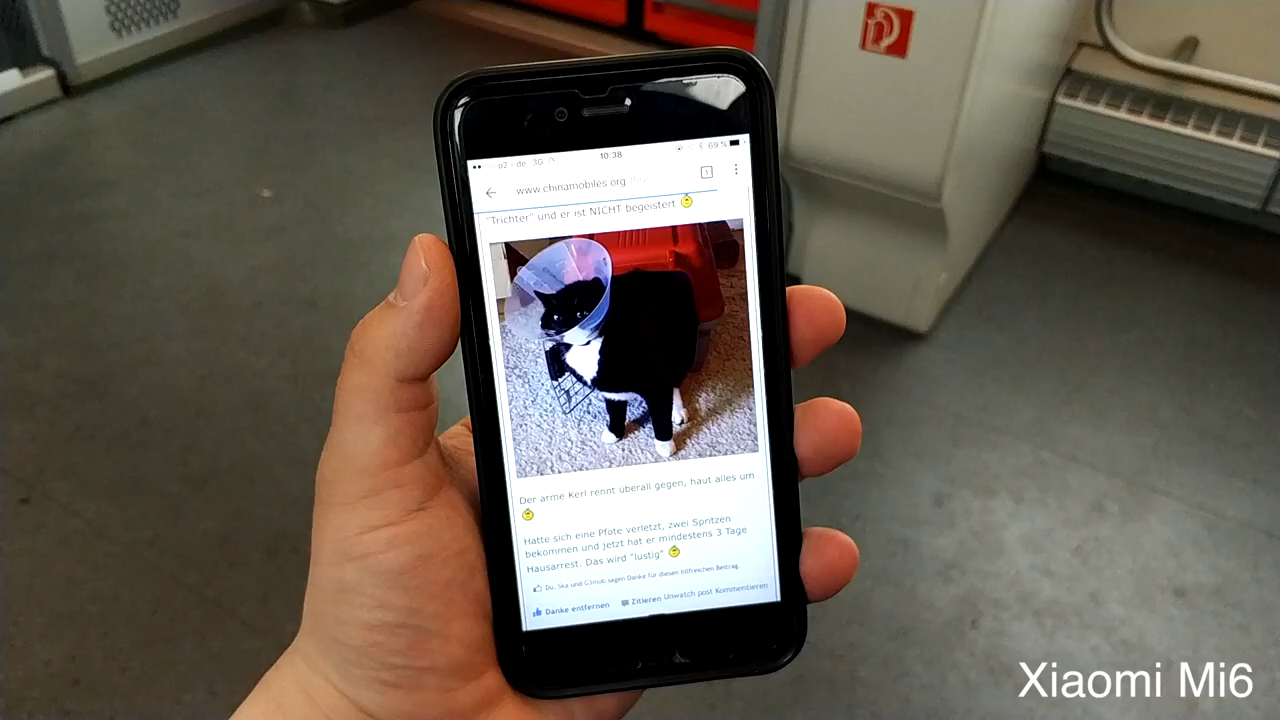 o2 - de 3G 10:38 69 %
www.chinamobiles.org
1
"Trichter" und er ist NICHT begeistert
Der arme Kerl rennt überall gegen, haut alles um
Hatte sich eine Pfote verletzt, zwei Spritzen
bekommen und jetzt hat er mindestens 3 Tage
Hausarrest. Das wird "lustig"
Du, Ska und G3mob sagen Danke für diesen hilfreichen Beitrag.
Danke entfernen Zitieren Unwatch post Kommentieren
Xiaomi Mi6